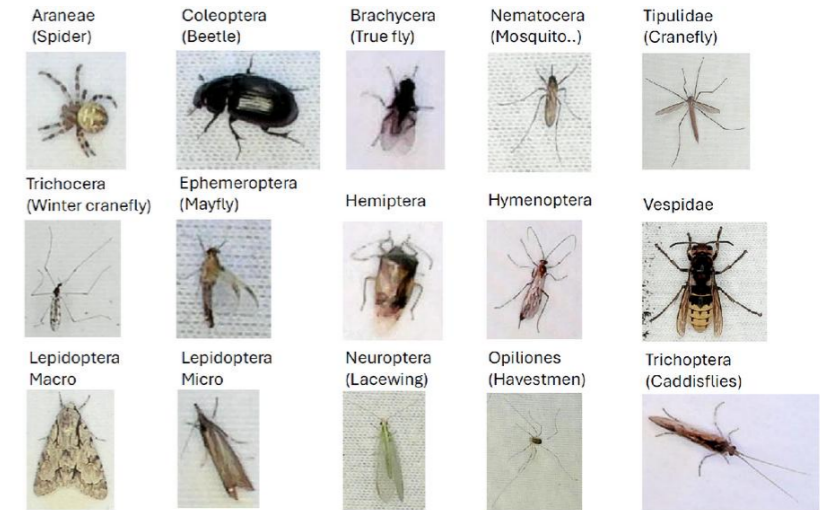 Araneae
(Spider)
Coleoptera
(Beetle)
Brachycera
(True fly)
Nematocera
(Mosquito..)
Tipulidae
(Cranefly)
Trichocera
(Winter cranefly)
Ephemeroptera
(Mayfly)
Hemiptera
Hymenoptera
Vespidae
Lepidoptera
Macro
Lepidoptera
Micro
Neuroptera
(Lacewing)
Opiliones
(Havestmen)
Trichoptera
(Caddisflies)